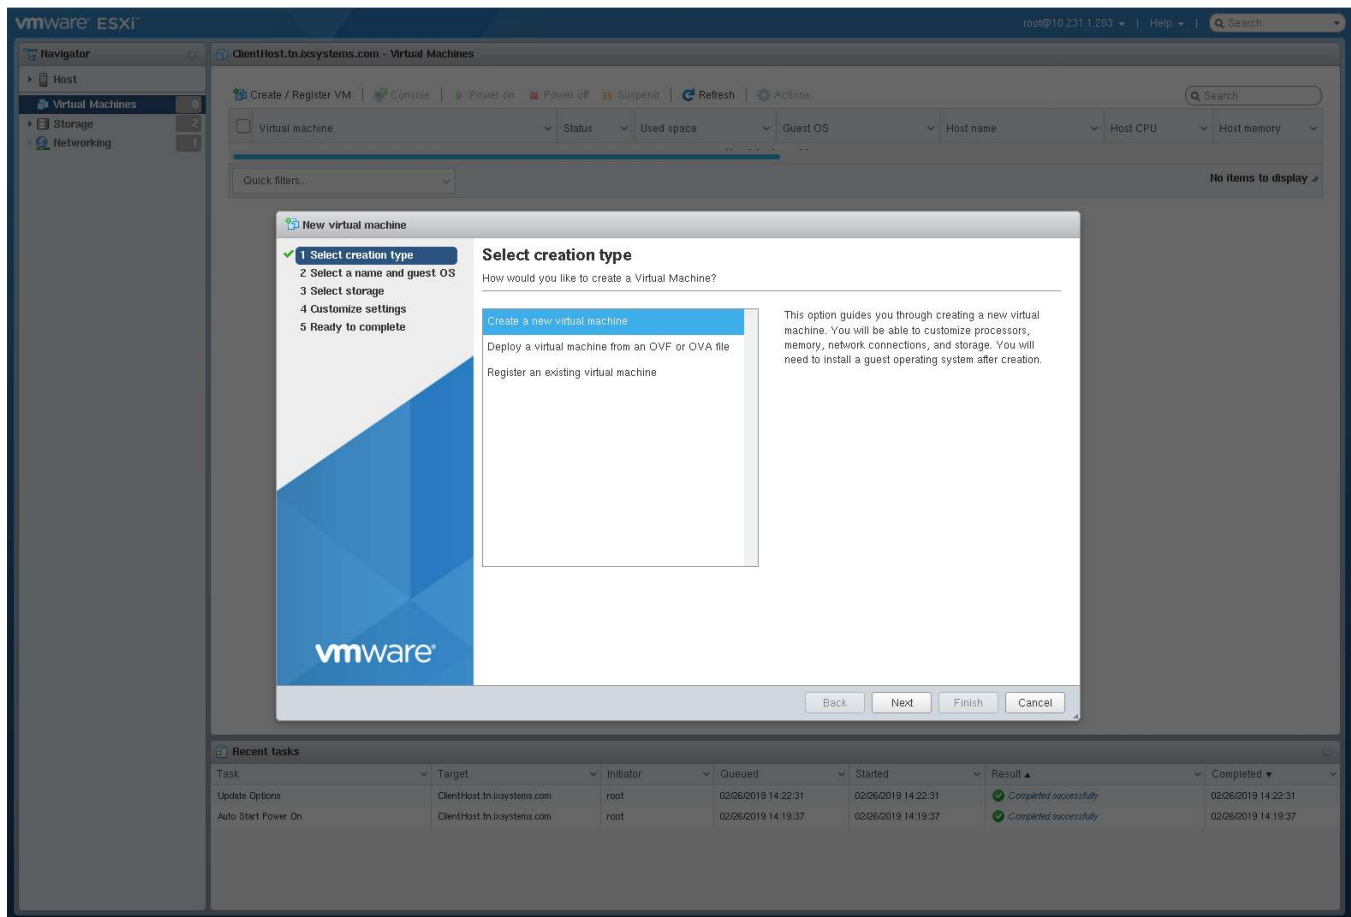 vmware ESXi™
root@10.231.1.203 | Help | Search
Navigator
Host
Virtual Machines 0
Storage 2
Networking 1
ClientHost.tn.ixsystems.com - Virtual Machines
Create / Register VM | Console | Power on Power off Suspend | Refresh | Actions
Search
Virtual machine Status Used space Guest OS Host name Host CPU Host memory
Quick filters...
No items to display
New virtual machine
1 Select creation type
2 Select a name and guest OS
3 Select storage
4 Customize settings
5 Ready to complete
vmware®
Select creation type
How would you like to create a Virtual Machine?
Create a new virtual machine
Deploy a virtual machine from an OVF or OVA file
Register an existing virtual machine
This option guides you through creating a new virtual
machine. You will be able to customize processors,
memory, network connections, and storage. You will
need to install a guest operating system after creation.
Back Next Finish Cancel
Recent tasks
Task Target Initiator Queued Started Result Completed
Update Options ClientHost.tn.ixsystems.com root 02/26/2019 14:22:31 02/26/2019 14:22:31 Completed successfully 02/26/2019 14:22:31
Auto Start Power On ClientHost.tn.ixsystems.com root 02/26/2019 14:19:37 02/26/2019 14:19:37 Completed successfully 02/26/2019 14:19:37